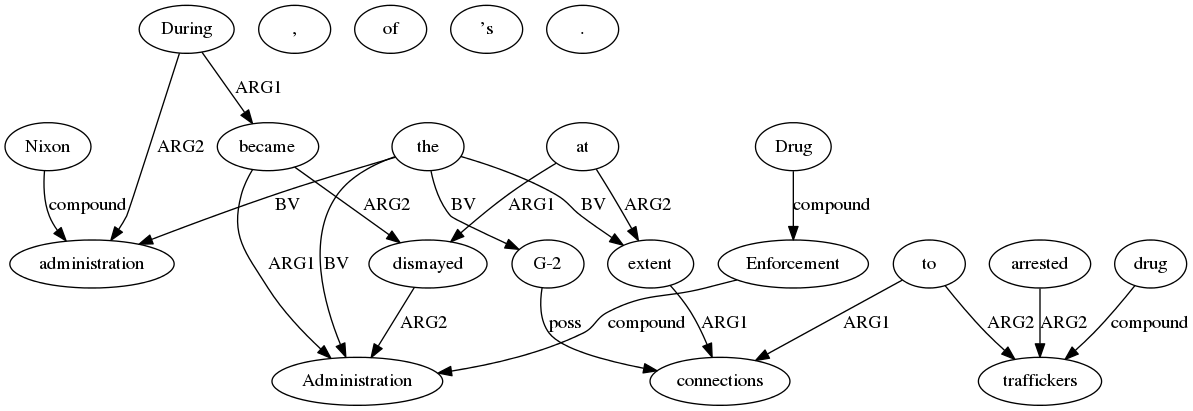 During , of ’s .
ARG1
Nixon ARG2 became the at Drug
compound BV ARG2 BV ARG1 BV ARG2 compound
administration ARG1 BV dismayed G-2 extent Enforcement to arrested drug
ARG2 poss compound ARG1 ARG1 ARG2 ARG2 compound
Administration connections traffickers